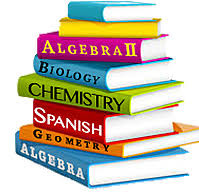 ALGEBRA II
BIOLOGY
CHEMISTRY
SPANISH
GEOMETRY
ALGEBRA